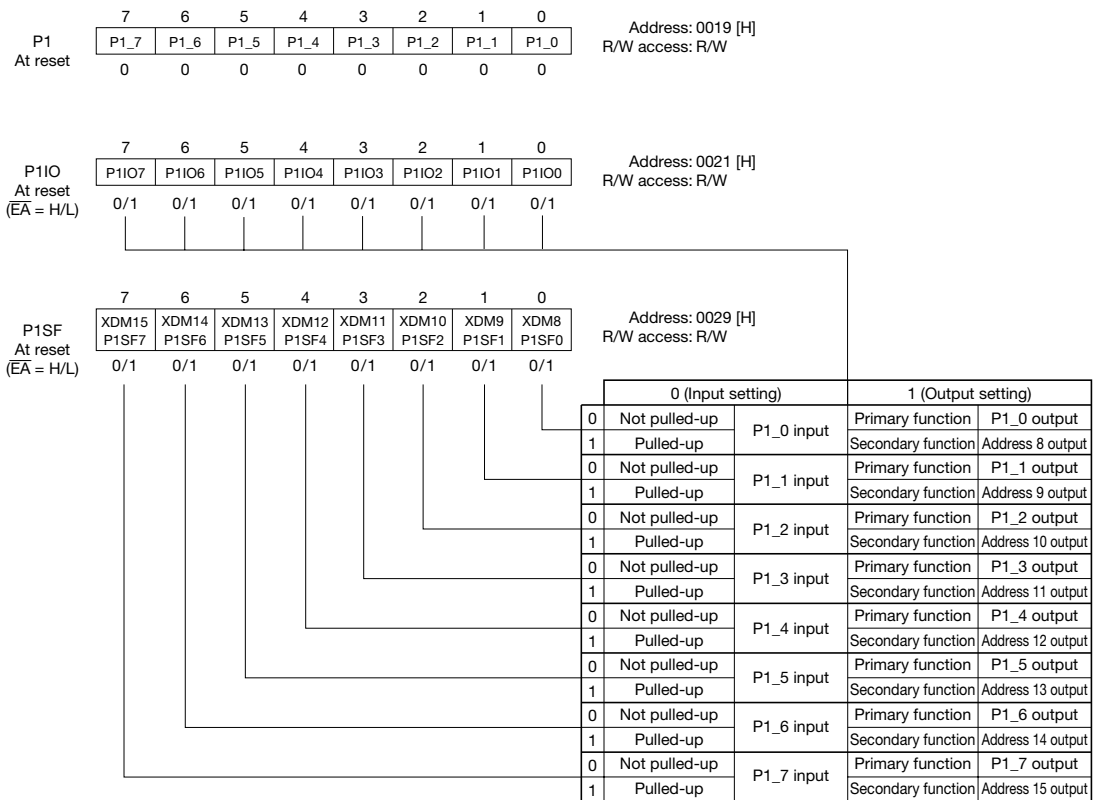 7 6 5 4 3 2 1 0
P1 P1_7 P1_6 P1_5 P1_4 P1_3 P1_2 P1_1 P1_0
At reset 0 0 0 0 0 0 0 0
Address: 0019 [H]
R/W access: R/W
7 6 5 4 3 2 1 0
P1IO P1IO7 P1IO6 P1IO5 P1IO4 P1IO3 P1IO2 P1IO1 P1IO0
At reset
(EA = H/L) 0/1 0/1 0/1 0/1 0/1 0/1 0/1 0/1
Address: 0021 [H]
R/W access: R/W
7 6 5 4 3 2 1 0
XDM15 XDM14 XDM13 XDM12 XDM11 XDM10 XDM9 XDM8
P1SF P1SF7 P1SF6 P1SF5 P1SF4 P1SF3 P1SF2 P1SF1 P1SF0
At reset
(EA = H/L) 0/1 0/1 0/1 0/1 0/1 0/1 0/1 0/1
Address: 0029 [H]
R/W access: R/W
0 (Input setting) 1 (Output setting)
0 Not pulled-up P1_0 input Primary function P1_0 output
1 Pulled-up Secondary function Address 8 output
0 Not pulled-up P1_1 input Primary function P1_1 output
1 Pulled-up Secondary function Address 9 output
0 Not pulled-up P1_2 input Primary function P1_2 output
1 Pulled-up Secondary function Address 10 output
0 Not pulled-up P1_3 input Primary function P1_3 output
1 Pulled-up Secondary function Address 11 output
0 Not pulled-up P1_4 input Primary function P1_4 output
1 Pulled-up Secondary function Address 12 output
0 Not pulled-up P1_5 input Primary function P1_5 output
1 Pulled-up Secondary function Address 13 output
0 Not pulled-up P1_6 input Primary function P1_6 output
1 Pulled-up Secondary function Address 14 output
0 Not pulled-up P1_7 input Primary function P1_7 output
1 Pulled-up Secondary function Address 15 output